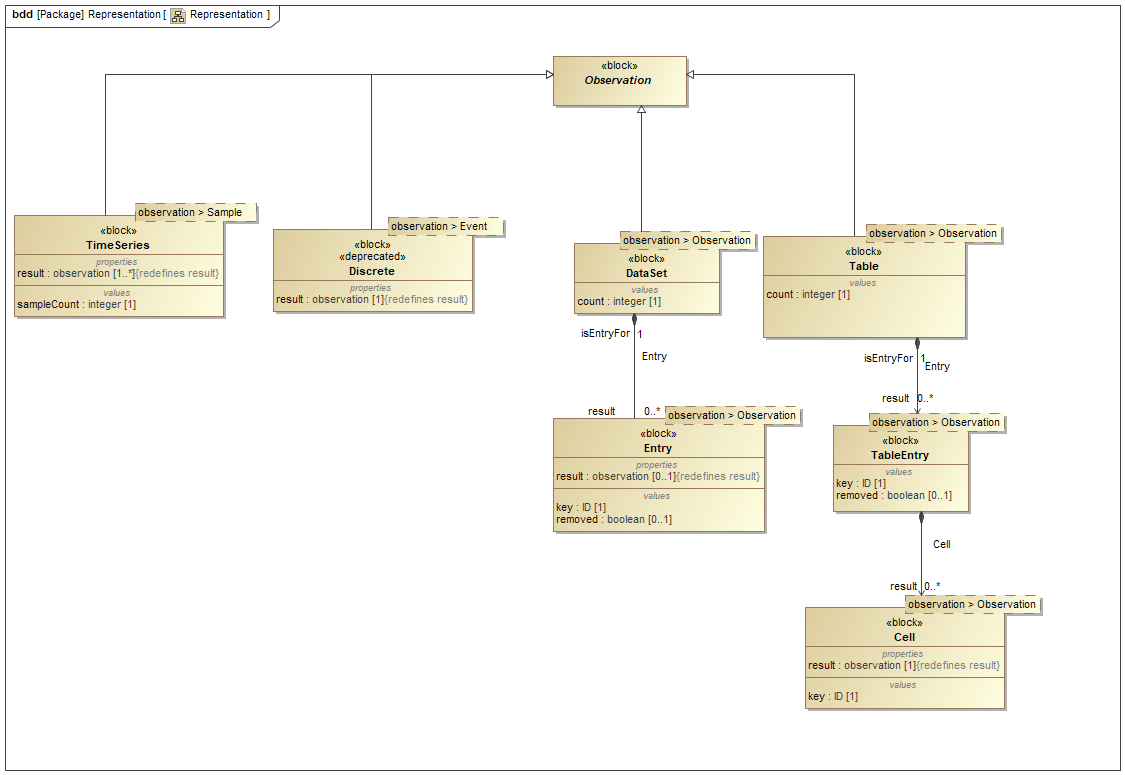 bdd [Package] Representation [ Representation ]
«block»
Observation
observation > Sample
«block»
TimeSeries
properties
result : observation [1..*]{redefines result}
values
sampleCount : integer [1]
observation > Event
«block»
«deprecated»
Discrete
properties
result : observation [1]{redefines result}
observation > Observation
«block»
DataSet
values
count : integer [1]
observation > Observation
«block»
Table
values
count : integer [1]
isEntryFor 1
Entry
result 0..*
isEntryFor 1
Entry
result 0..*
observation > Observation
«block»
Entry
properties
result : observation [0..1]{redefines result}
values
key : ID [1]
removed : boolean [0..1]
observation > Observation
«block»
TableEntry
values
key : ID [1]
removed : boolean [0..1]
Cell
result 0..*
observation > Observation
«block»
Cell
properties
result : observation [1]{redefines result}
values
key : ID [1]